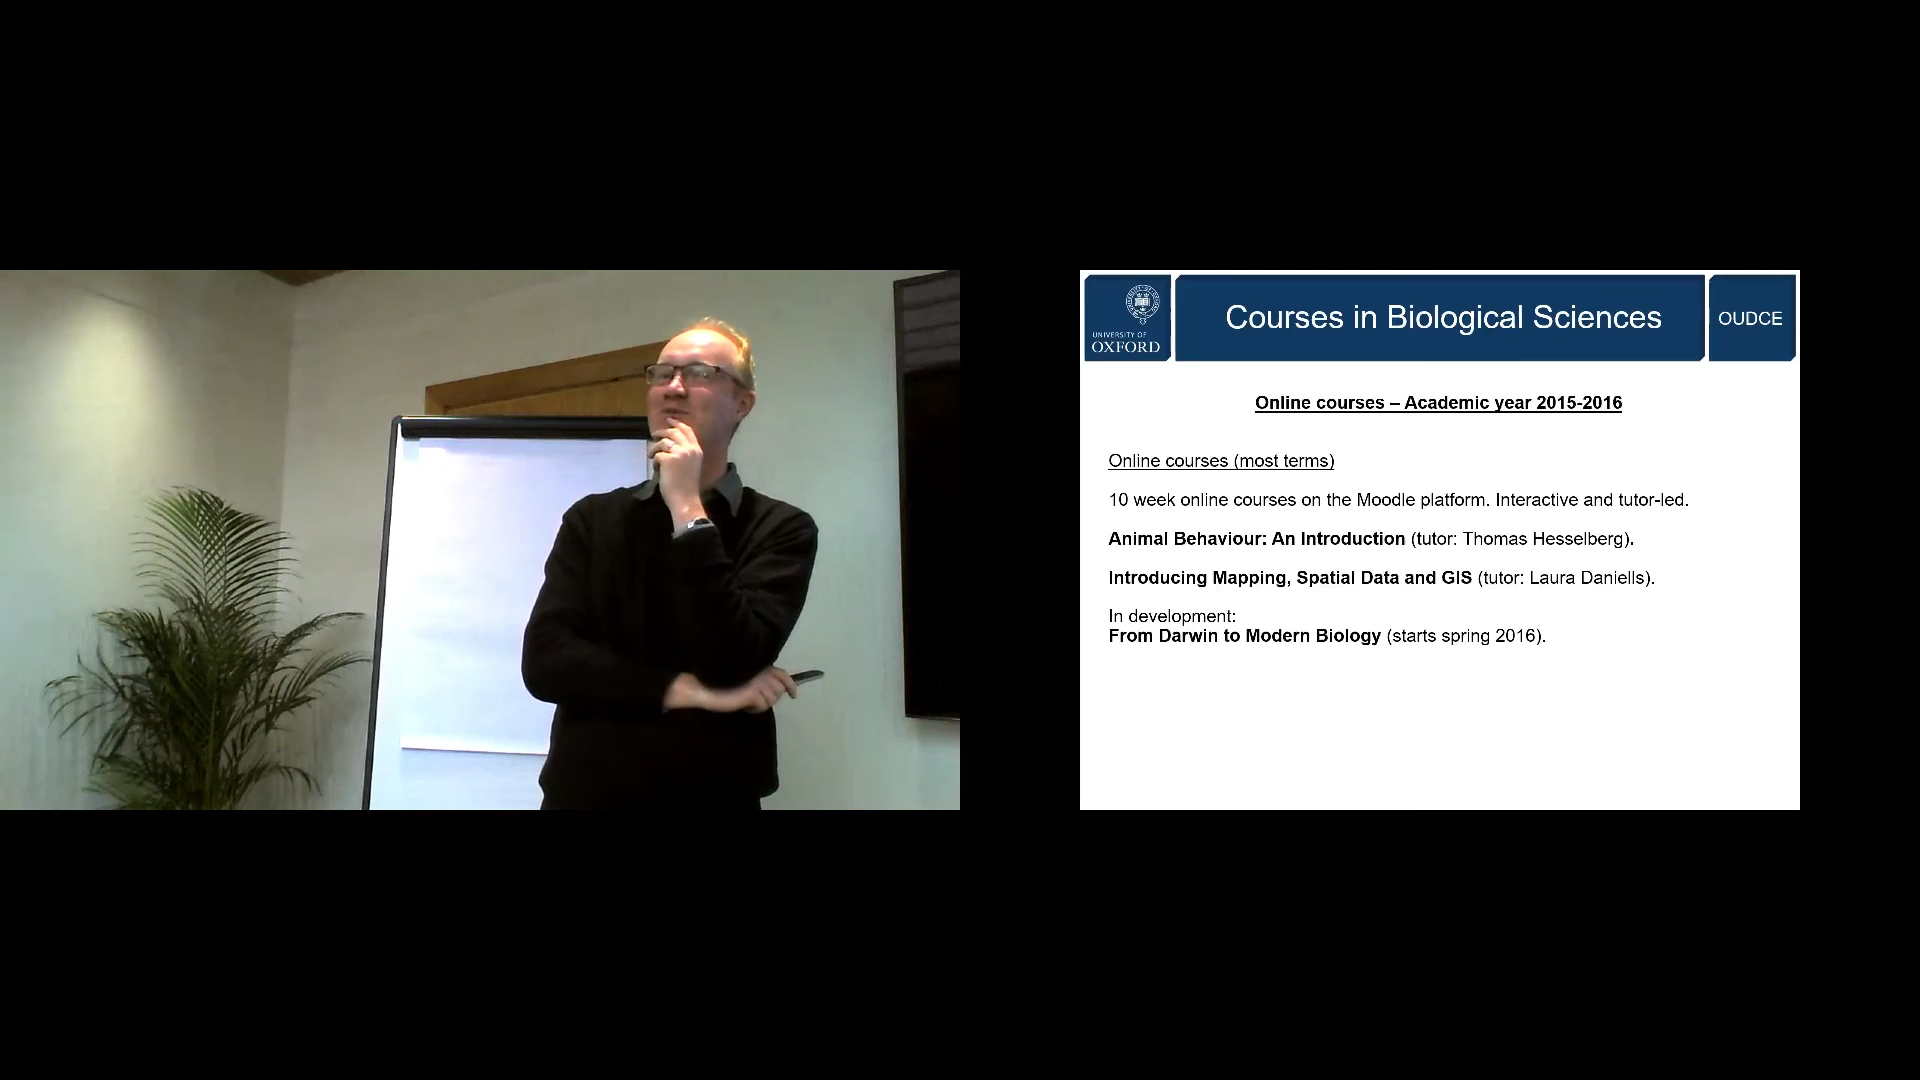 UNIVERSITY OF
OXFORD
Courses in Biological Sciences
OUDCE
Online courses – Academic year 2015-2016
Online courses (most terms)
10 week online courses on the Moodle platform. Interactive and tutor-led.
Animal Behaviour: An Introduction (tutor: Thomas Hesselberg).
Introducing Mapping, Spatial Data and GIS (tutor: Laura Daniells).
In development:
From Darwin to Modern Biology (starts spring 2016).